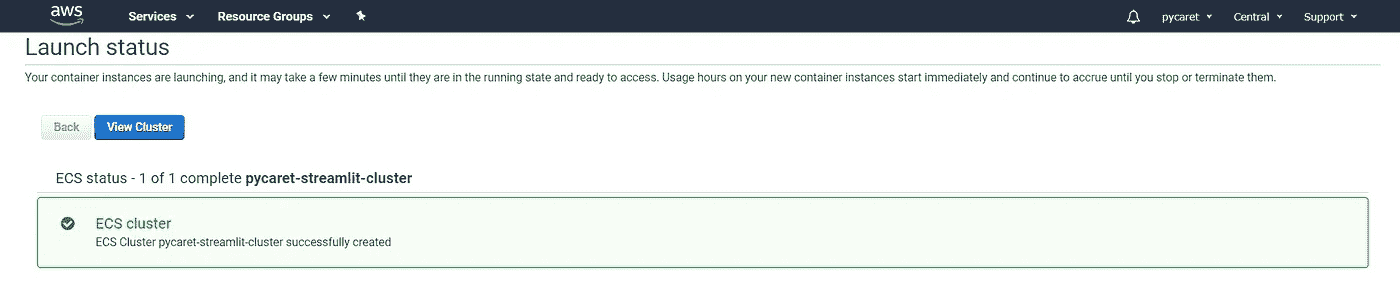 aws Services Resource Groups pycaret Central Support
Launch status
Your container instances are launching, and it may take a few minutes until they are in the running state and ready to access. Usage hours on your new container instances start immediately and continue to accrue until you stop or terminate them.
Back View Cluster
ECS status - 1 of 1 complete pycaret-streamlit-cluster
ECS cluster
ECS Cluster pycaret-streamlit-cluster successfully created